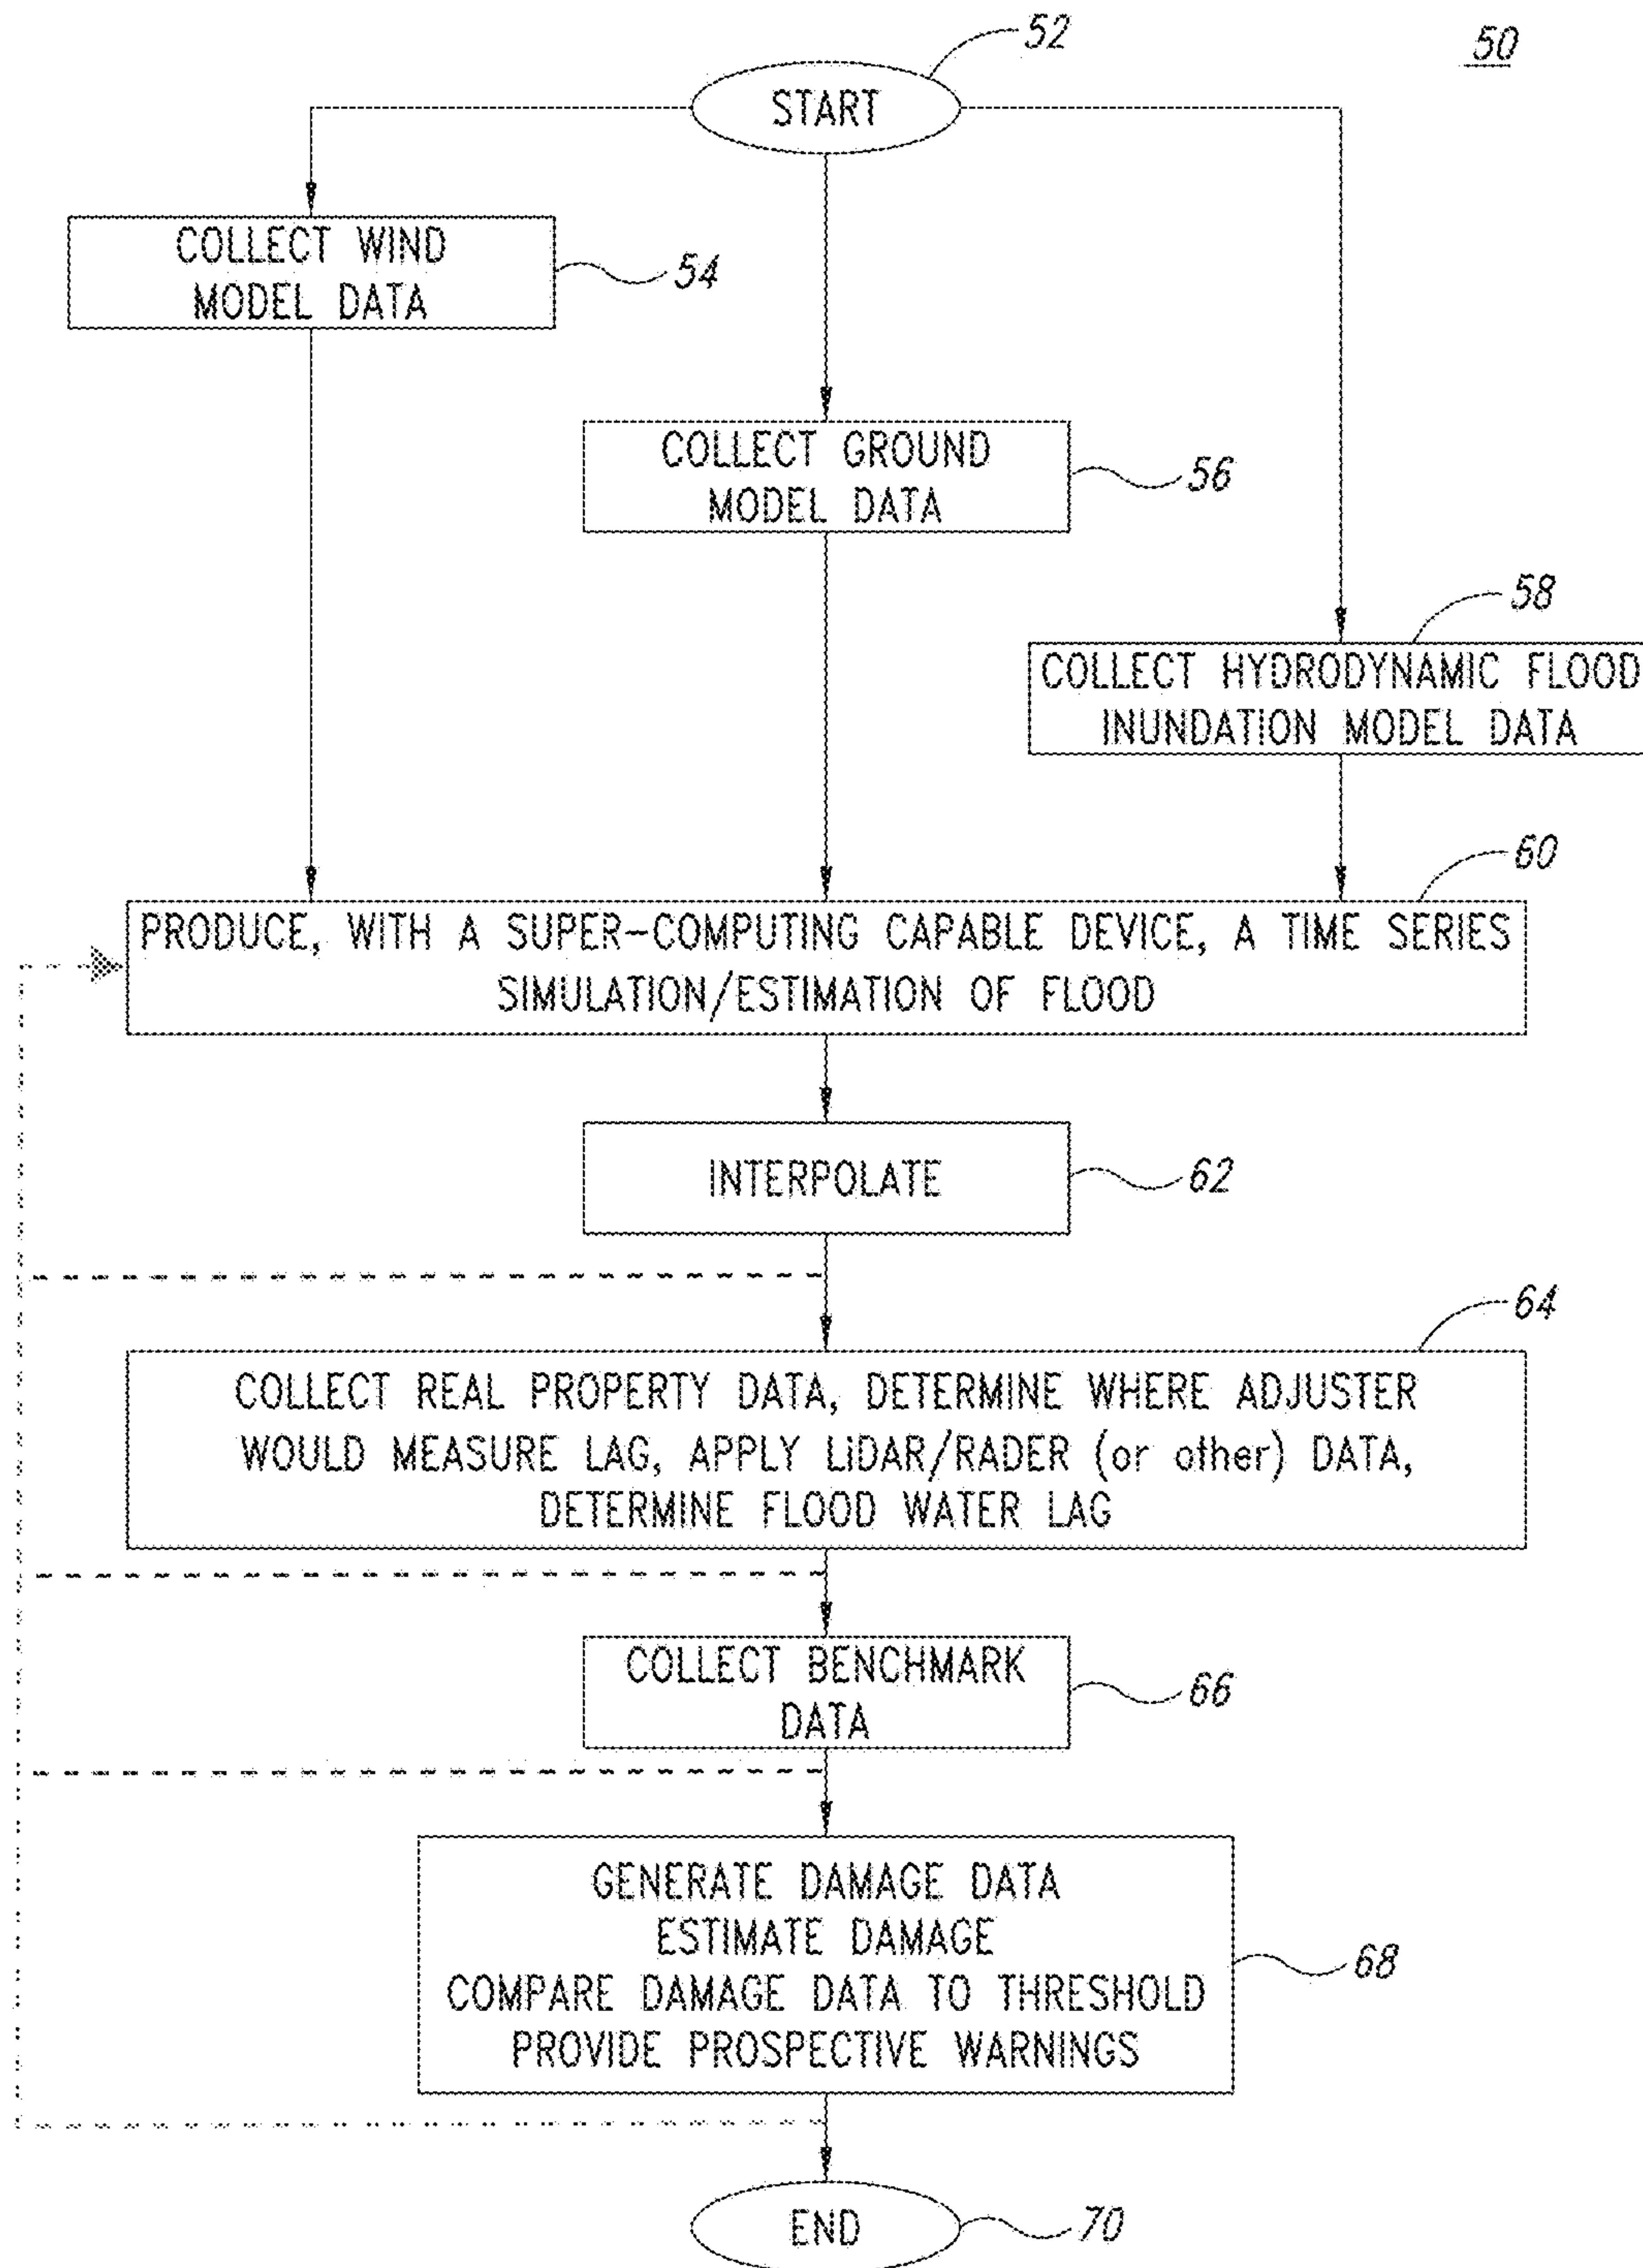 52
50
START
COLLECT WIND
MODEL DATA
54
COLLECT GROUND
MODEL DATA
56
58
COLLECT HYDRODYNAMIC FLOOD
INUNDATION MODEL DATA
60
PRODUCE, WITH A SUPER-COMPUTING CAPABLE DEVICE, A TIME SERIES
SIMULATION/ESTIMATION OF FLOOD
INTERPOLATE
62
64
COLLECT REAL PROPERTY DATA, DETERMINE WHERE ADJUSTER
WOULD MEASURE LAG, APPLY LiDAR/RADER (or other) DATA,
DETERMINE FLOOD WATER LAG
COLLECT BENCHMARK
DATA
66
GENERATE DAMAGE DATA
ESTIMATE DAMAGE
COMPARE DAMAGE DATA TO THRESHOLD
PROVIDE PROSPECTIVE WARNINGS
68
END
70